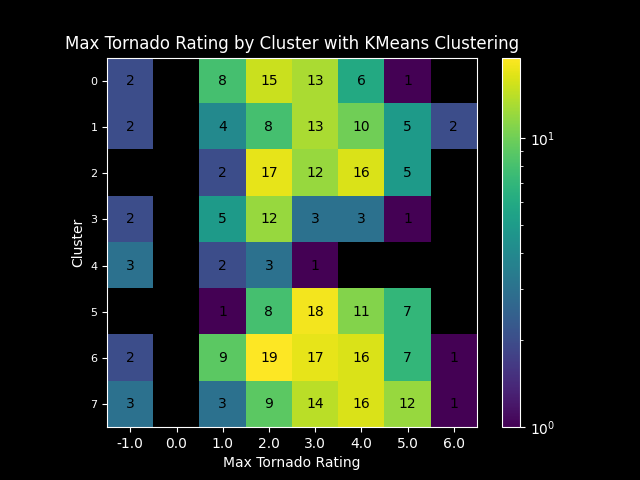 Max Tornado Rating by Cluster with KMeans Clustering
0 2 8 15 13 6 1
1 2 4 8 13 10 5 2
2 2 17 12 16 5
3 2 5 12 3 3 1
4 3 2 3 1
5 1 8 18 11 7
6 2 9 19 17 16 7 1
7 3 3 9 14 16 12 1
-1.0 0.0 1.0 2.0 3.0 4.0 5.0 6.0
Max Tornado Rating
Cluster
10¹
10⁰